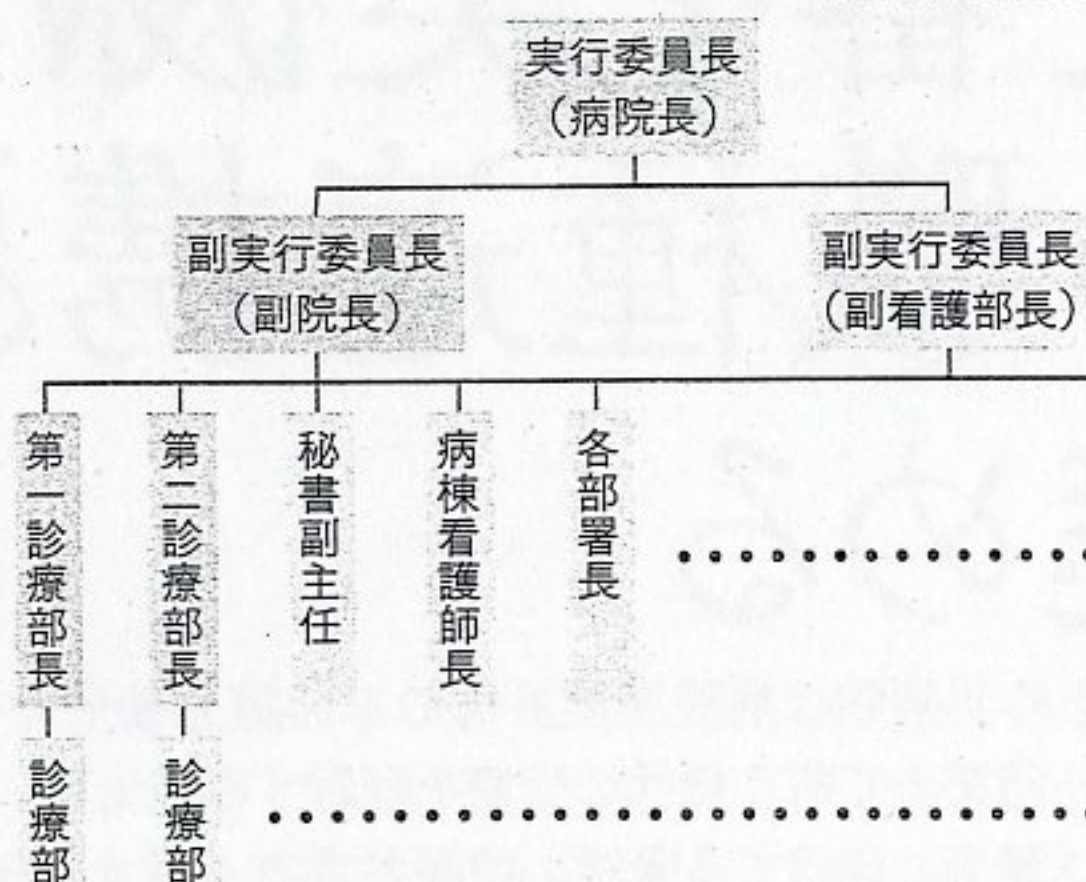 実行委員長
（病院長）
副実行委員長
（副院長）
副実行委員長
（副看護部長）
第一診療部長
第二診療部長
秘書副主任
病棟看護師長
各部署長
診療部
診療部